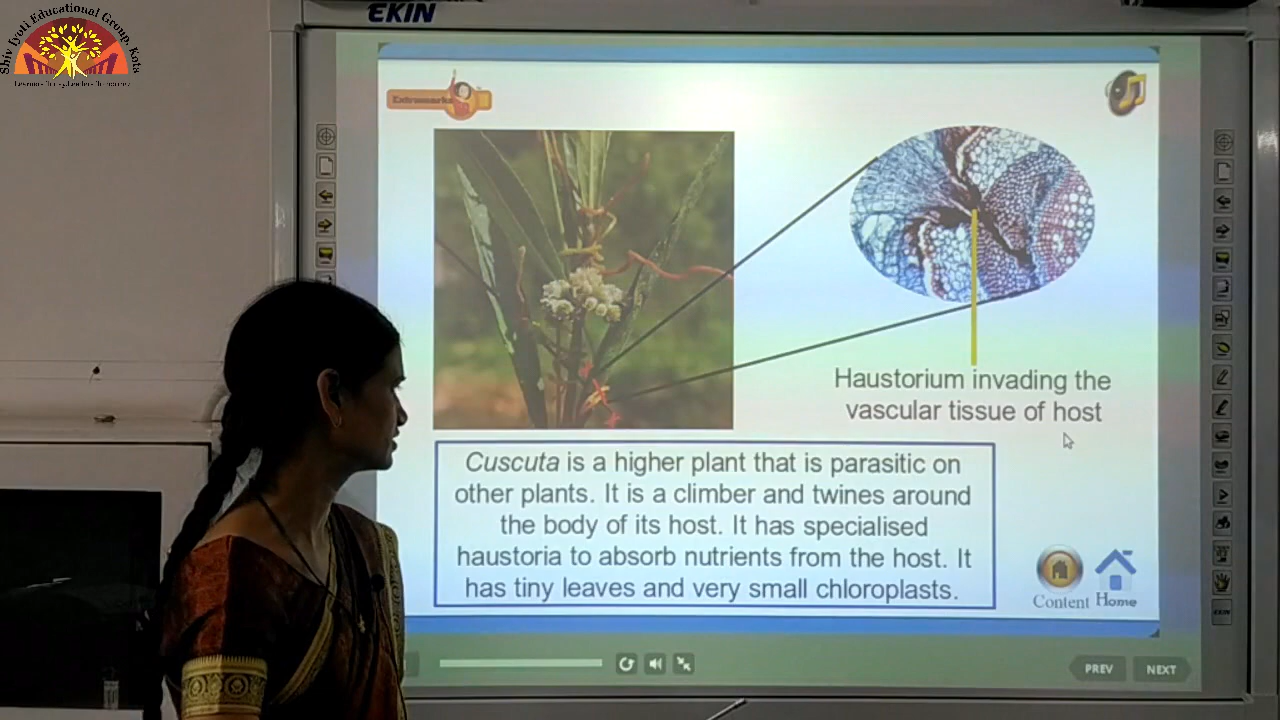 EKIN
Shiv Jyoti Educational Group, Kota
Extramarks
Haustorium invading the
vascular tissue of host
Cuscuta is a higher plant that is parasitic on
other plants. It is a climber and twines around
the body of its host. It has specialised
haustoria to absorb nutrients from the host. It
has tiny leaves and very small chloroplasts.
Content Home
PREV NEXT
EKIN